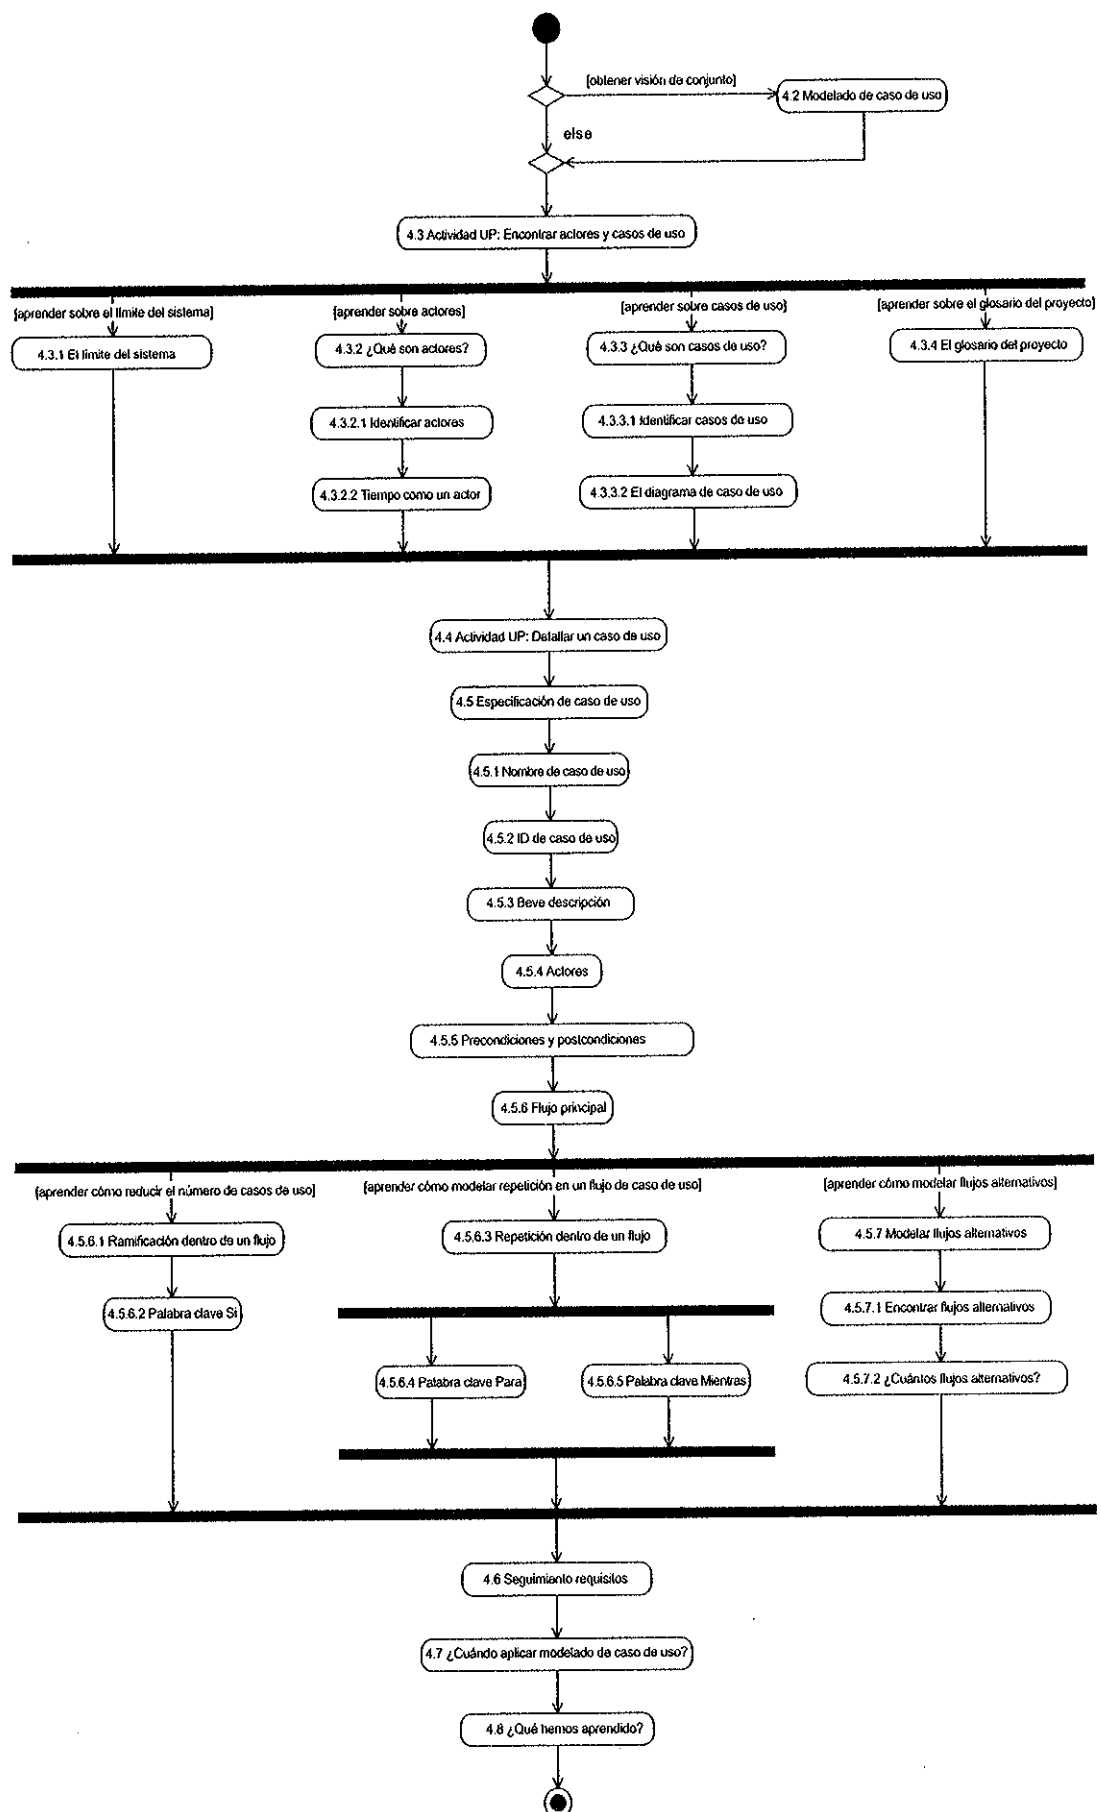 [obtener visión de conjunto]
4.2 Modelado de caso de uso
else
4.3 Actividad UP: Encontrar actores y casos de uso
[aprender sobre el límite del sistema]
[aprender sobre actores]
[aprender sobre casos de uso]
[aprender sobre el glosario del proyecto]
4.3.1 El límite del sistema
4.3.2 ¿Qué son actores?
4.3.3 ¿Qué son casos de uso?
4.3.4 El glosario del proyecto
4.3.2.1 Identificar actores
4.3.3.1 Identificar casos de uso
4.3.2.2 Tiempo como un actor
4.3.3.2 El diagrama de caso de uso
4.4 Actividad UP: Detallar un caso de uso
4.5 Especificación de caso de uso
4.5.1 Nombre de caso de uso
4.5.2 ID de caso de uso
4.5.3 Beve descripción
4.5.4 Actores
4.5.5 Precondiciones y postcondiciones
4.5.6 Flujo principal
[aprender cómo reducir el número de casos de uso]
[aprender cómo modelar repetición en un flujo de caso de uso]
[aprender cómo modelar flujos alternativos]
4.5.6.1 Ramificación dentro de un flujo
4.5.6.3 Repetición dentro de un flujo
4.5.7 Modelar flujos alternativos
4.5.6.2 Palabra clave Si
4.5.7.1 Encontrar flujos alternativos
4.5.6.4 Palabra clave Para
4.5.6.5 Palabra clave Mientras
4.5.7.2 ¿Cuántos flujos alternativos?
4.6 Seguimiento requisitos
4.7 ¿Cuándo aplicar modelado de caso de uso?
4.8 ¿Qué hemos aprendido?